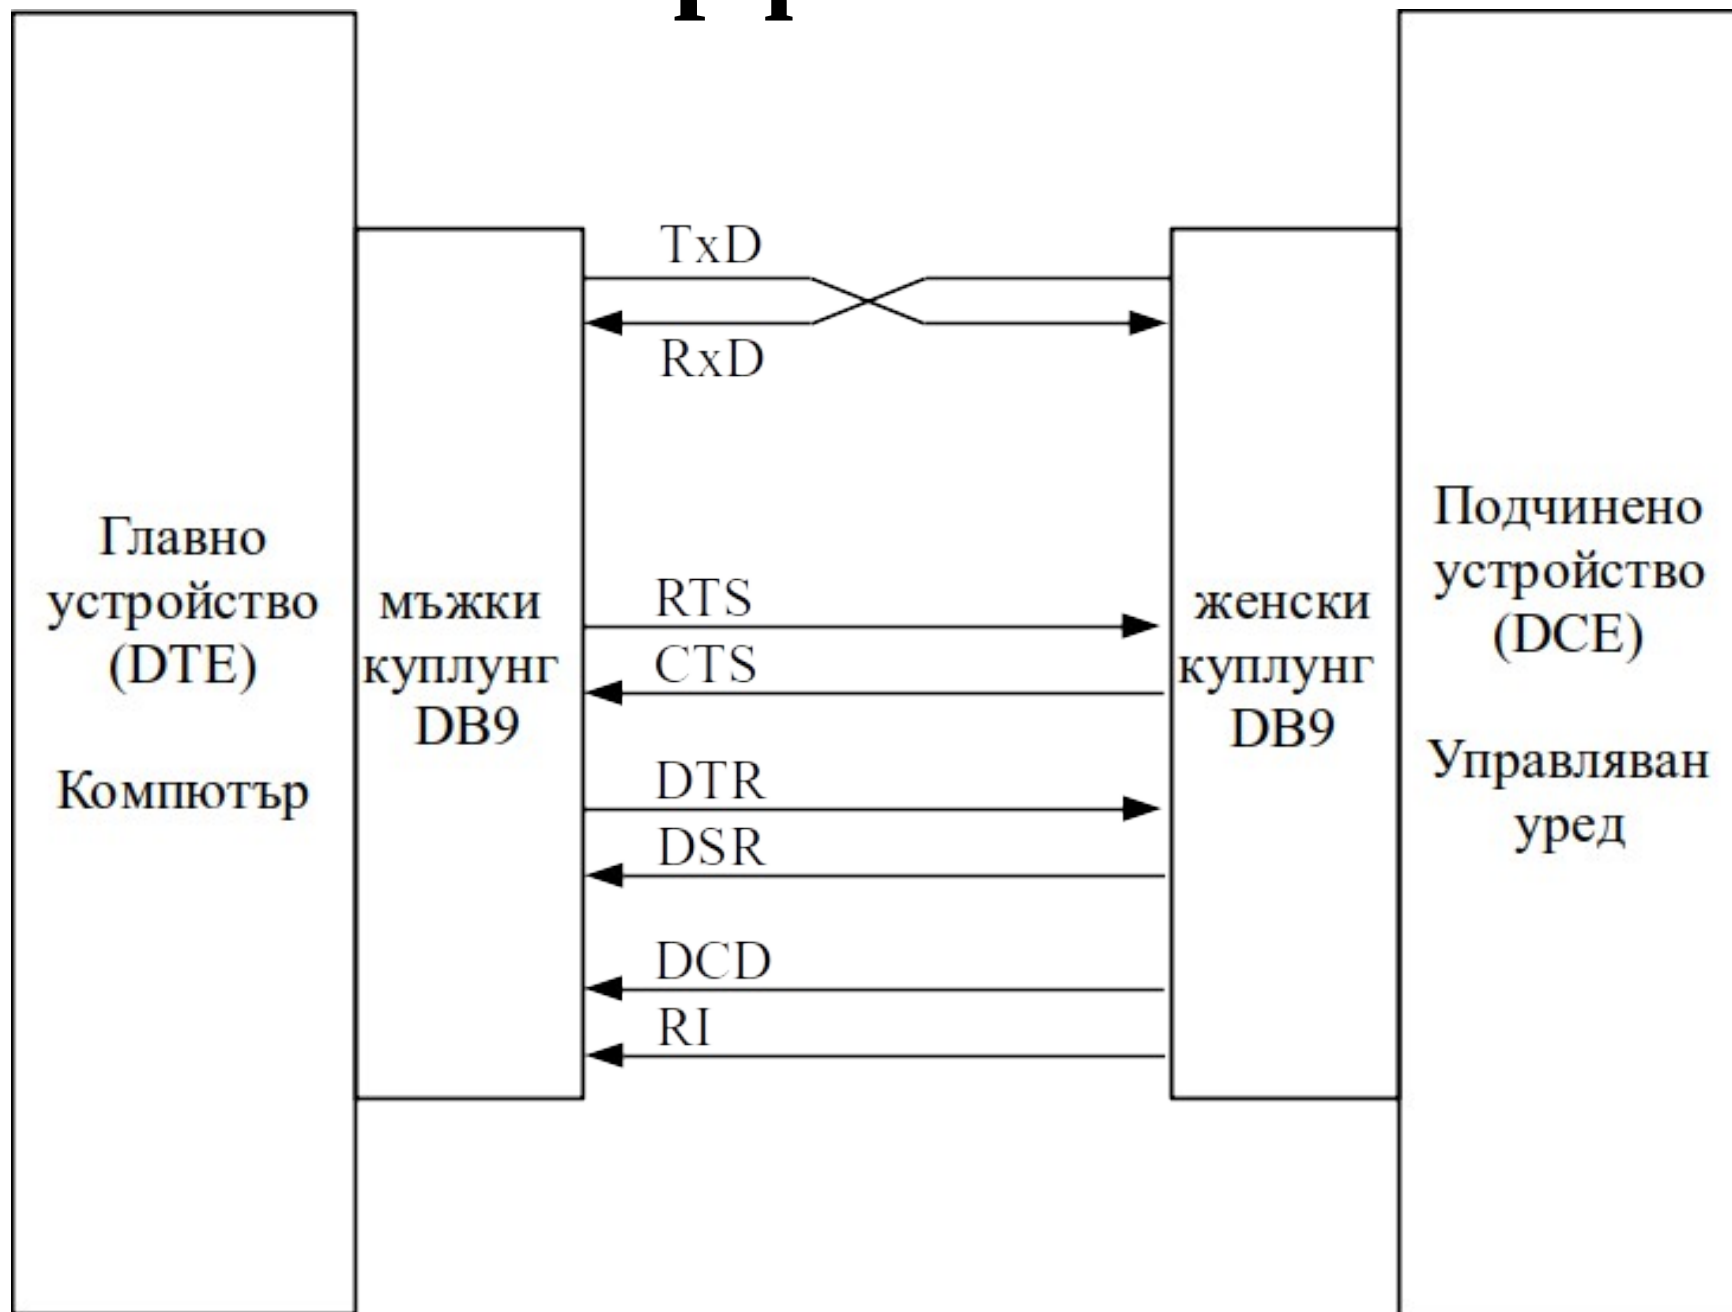 Главно
устройство
(DTE)
Компютър
мъжки
куплунг
DB9
TxD
RxD
RTS
CTS
DTR
DSR
DCD
RI
женски
куплунг
DB9
Подчинено
устройство
(DCE)
Управляван
уред